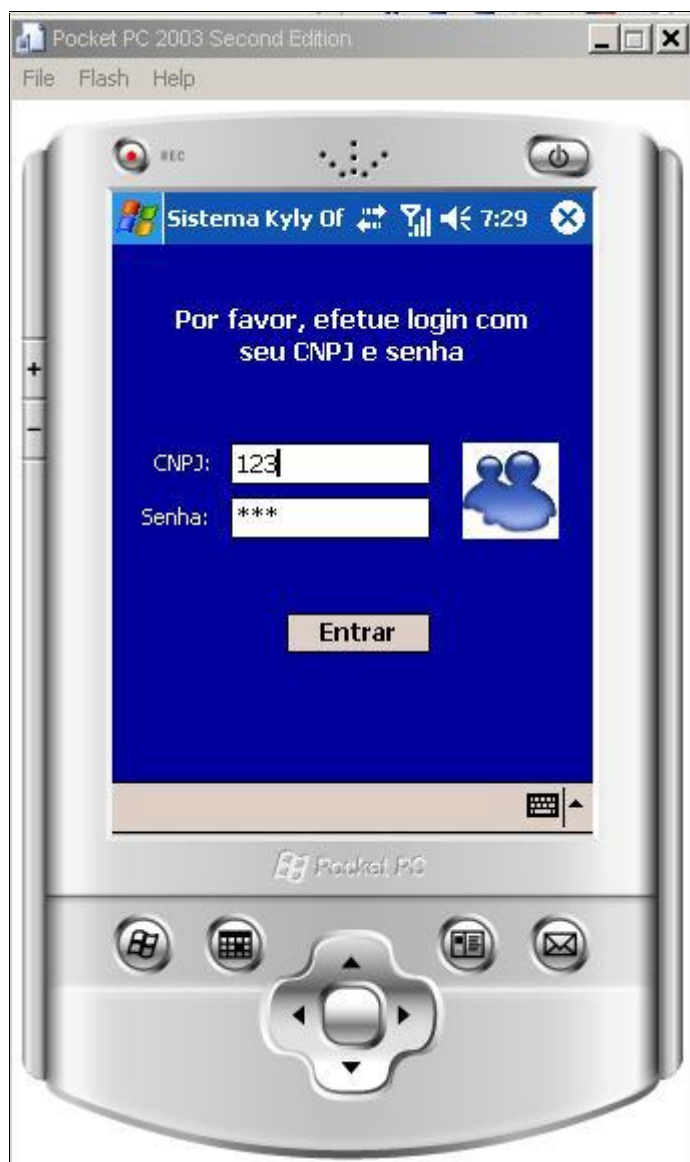 Pocket PC 2003 Second Edition
File Flash Help
REC
Sistema Kyly Of 7:29
Por favor, efetue login com
seu CNPJ e senha
CNPJ: 123
Senha: ***
Entrar
Pocket PC
+
-